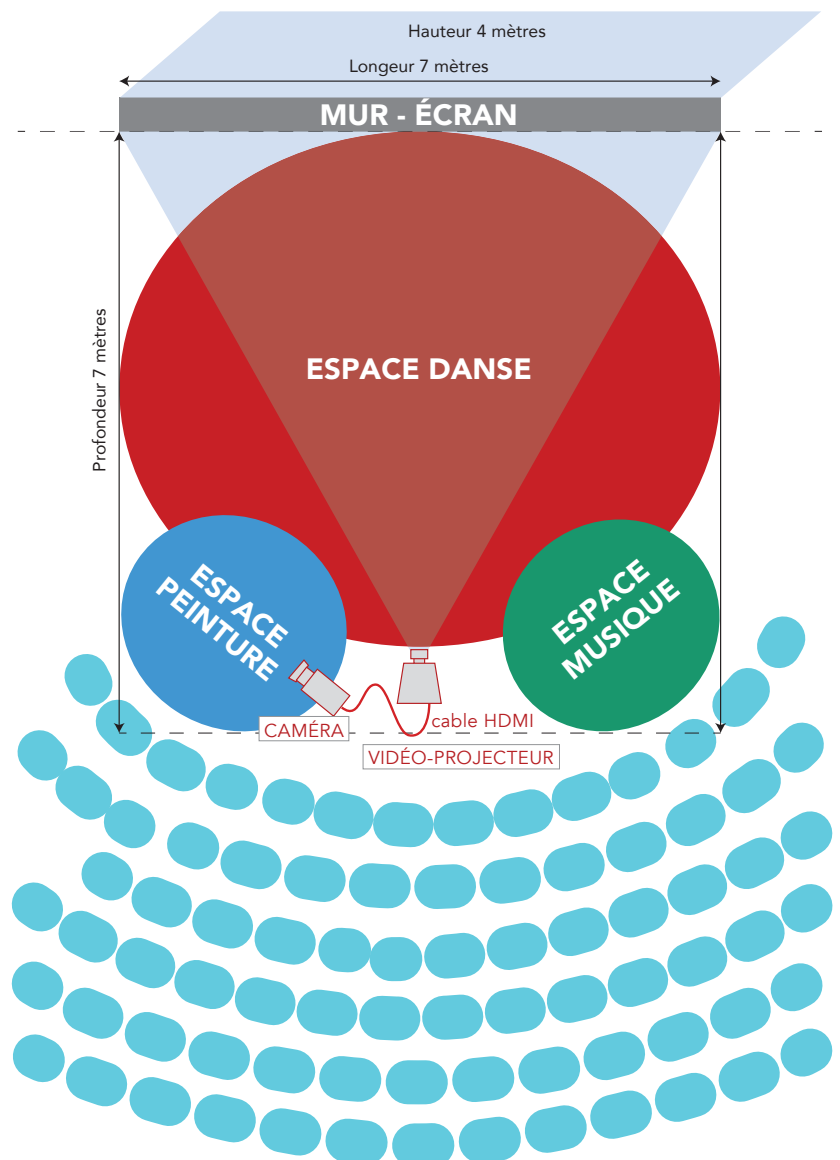 Hauteur 4 mètres
Longeur 7 mètres
MUR - ÉCRAN
Profondeur 7 mètres
ESPACE DANSE
ESPACE
PEINTURE
ESPACE
MUSIQUE
CAMÉRA
cable HDMI
VIDÉO-PROJECTEUR